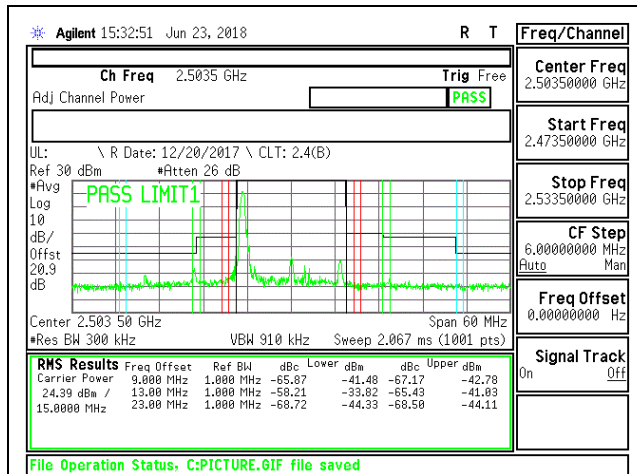 Agilent 15:32:51 Jun 23, 2018 R T
Ch Freq 2.5035 GHz Trig Free
Adj Channel Power PASS
UL: \ R Date: 12/20/2017 \ CLT: 2.4(B)
Ref 30 dBm #Atten 26 dB
#Avg
Log
10
dB/
Offst
20.9
dB
PASS LIMIT1
Center 2.503 50 GHz Span 60 MHz
#Res BW 300 kHz VBW 910 kHz Sweep 2.067 ms (1001 pts)
RMS Results Freq Offset Ref BW dBc Lower dBm dBc Upper dBm
Carrier Power 9.000 MHz 1.000 MHz -65.87 -41.48 -67.17 -42.78
24.39 dBm / 13.00 MHz 1.000 MHz -58.21 -33.82 -65.43 -41.03
15.0000 MHz 23.00 MHz 1.000 MHz -68.72 -44.33 -68.50 -44.11
File Operation Status, C:PICTURE.GIF file saved
Freq/Channel
Center Freq
2.50350000 GHz
Start Freq
2.47350000 GHz
Stop Freq
2.53350000 GHz
CF Step
6.00000000 MHz
Auto Man
Freq Offset
0.00000000 Hz
Signal Track
On Off